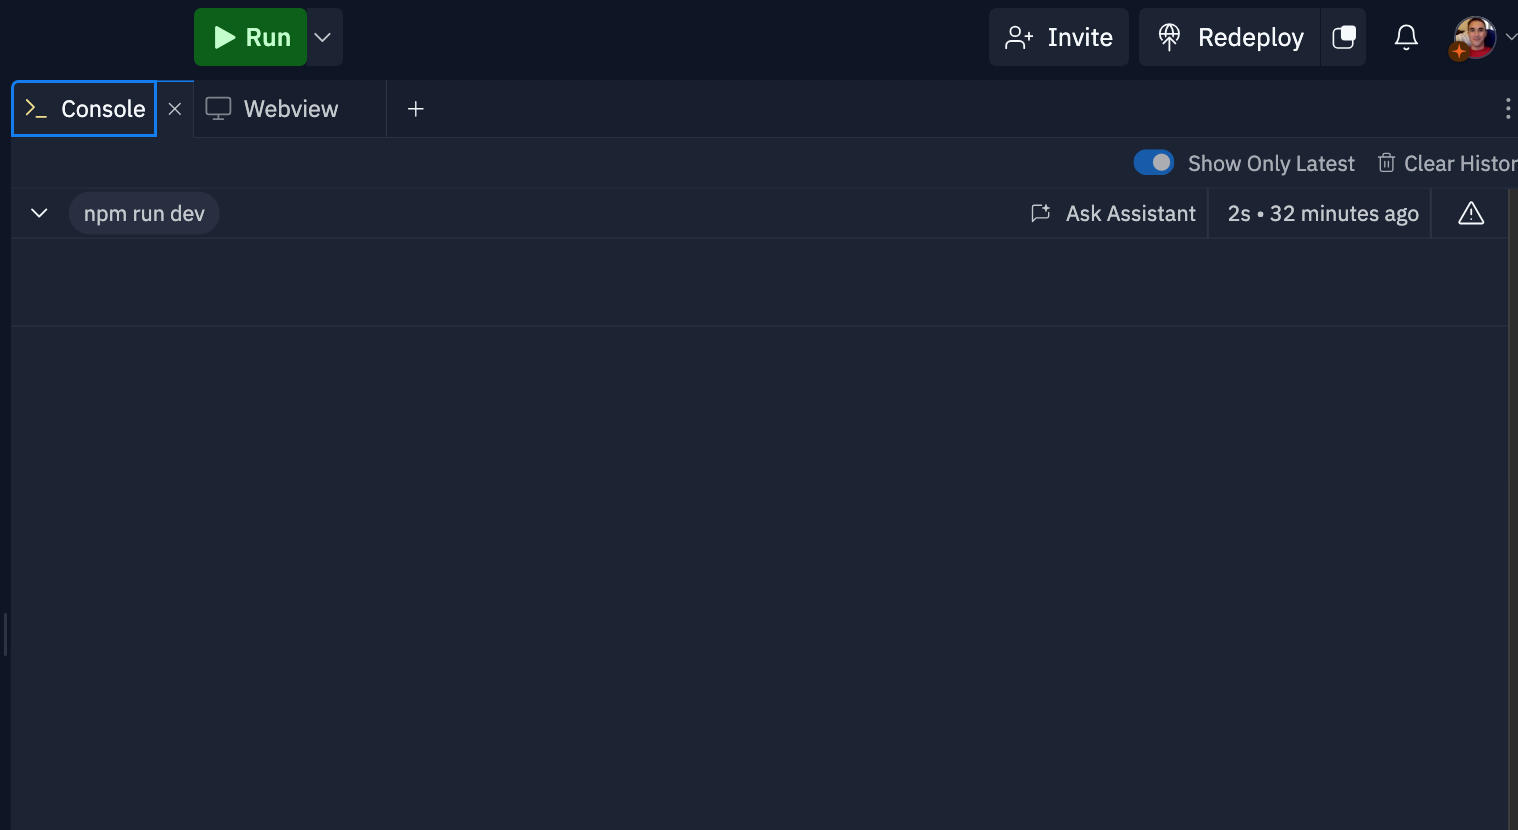 Run
Invite
Redeploy
Console
Webview
Show Only Latest
Clear Histor
npm run dev
Ask Assistant
2s • 32 minutes ago